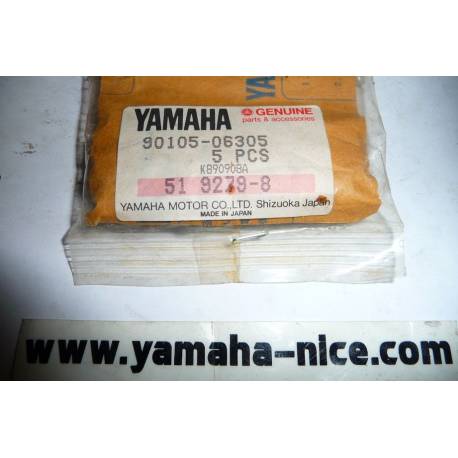 YAMAHA GENUINE
parts & accessories
90105-06305
5 PCS
K89090BA
51 9279-8
YAMAHA MOTOR CO.,LTD. Shizuoka Japan
MADE IN JAPAN
www.yamaha-nice.com